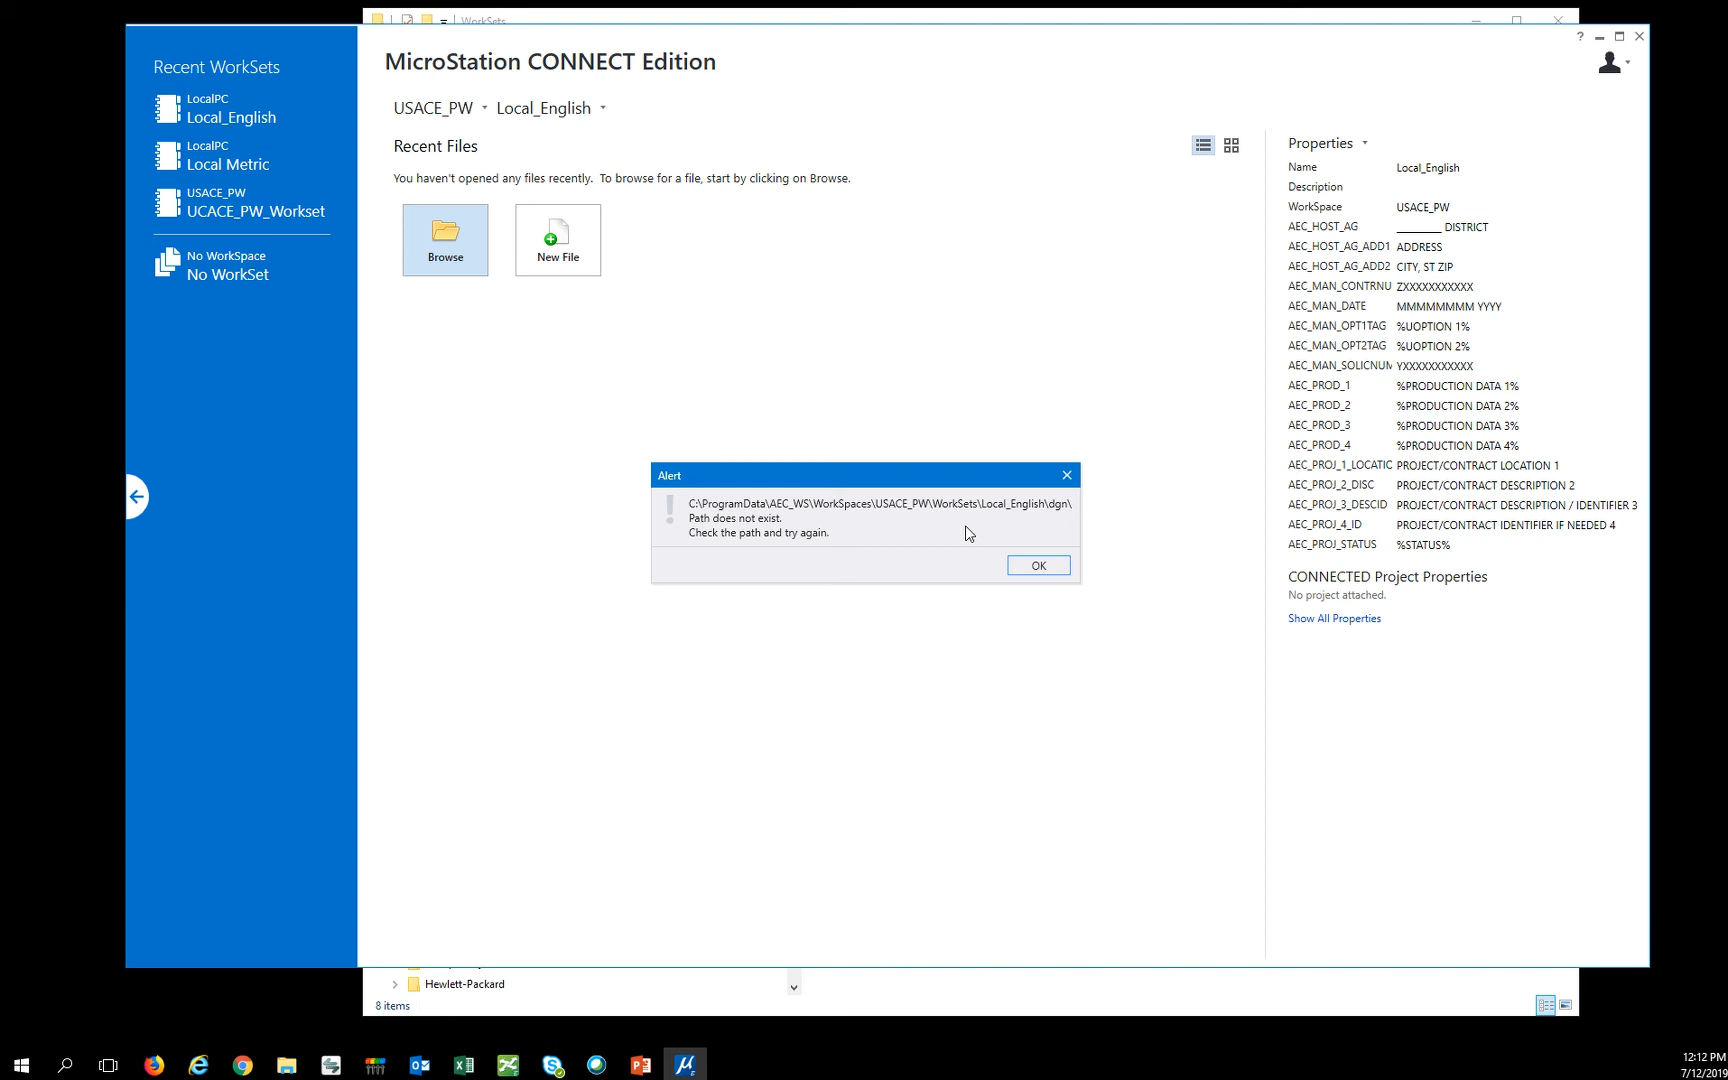 WorkSets
Recent WorkSets
LocalPC
Local_English
LocalPC
Local Metric
USACE_PW
UCACE_PW_Workset
No WorkSpace
No WorkSet
MicroStation CONNECT Edition
USACE_PW Local_English
Recent Files
You haven't opened any files recently. To browse for a file, start by clicking on Browse.
Browse
New File
?
Properties
Name Local_English
Description
WorkSpace USACE_PW
AEC_HOST_AG ________ DISTRICT
AEC_HOST_AG_ADD1 ADDRESS
AEC_HOST_AG_ADD2 CITY, ST ZIP
AEC_MAN_CONTRNU ZXXXXXXXXXXX
AEC_MAN_DATE MMMMMMMM YYYY
AEC_MAN_OPT1TAG %UOPTION 1%
AEC_MAN_OPT2TAG %UOPTION 2%
AEC_MAN_SOLICNUM YXXXXXXXXXXX
AEC_PROD_1 %PRODUCTION DATA 1%
AEC_PROD_2 %PRODUCTION DATA 2%
AEC_PROD_3 %PRODUCTION DATA 3%
AEC_PROD_4 %PRODUCTION DATA 4%
AEC_PROJ_1_LOCATIC PROJECT/CONTRACT LOCATION 1
AEC_PROJ_2_DISC PROJECT/CONTRACT DESCRIPTION 2
AEC_PROJ_3_DESCID PROJECT/CONTRACT DESCRIPTION / IDENTIFIER 3
AEC_PROJ_4_ID PROJECT/CONTRACT IDENTIFIER IF NEEDED 4
AEC_PROJ_STATUS %STATUS%
CONNECTED Project Properties
No project attached.
Show All Properties
Alert
C:\ProgramData\AEC_WS\WorkSpaces\USACE_PW\WorkSets\Local_English\dgn\
Path does not exist.
Check the path and try again.
OK
Hewlett-Packard
8 items
12:12 PM
7/12/2019